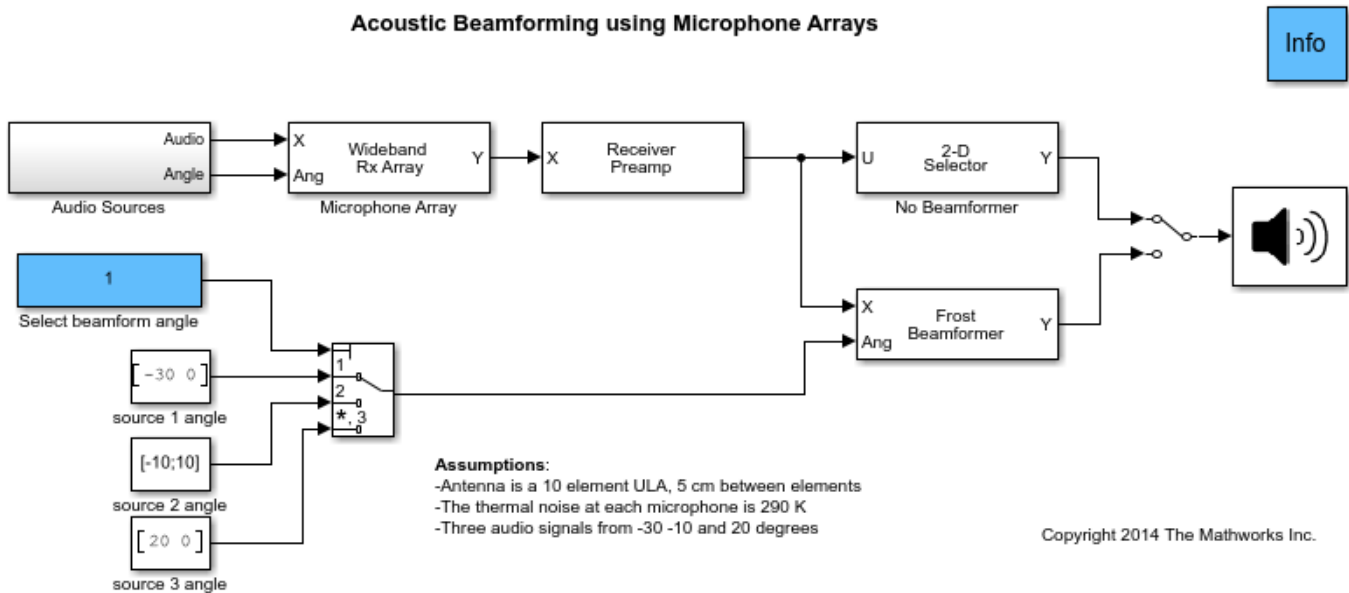 Acoustic Beamforming using Microphone Arrays
Info
Audio
Angle
Audio Sources
X
Ang
Wideband
Rx Array
Y
Microphone Array
X
Receiver
Preamp
U
2-D
Selector
Y
No Beamformer
1
Select beamform angle
X
Ang
Frost
Beamformer
Y
[ -30 0 ]
source 1 angle
1
2
*, 3
[-10;10]
source 2 angle
[ 20 0 ]
source 3 angle
Assumptions:
-Antenna is a 10 element ULA, 5 cm between elements
-The thermal noise at each microphone is 290 K
-Three audio signals from -30 -10 and 20 degrees
Copyright 2014 The Mathworks Inc.